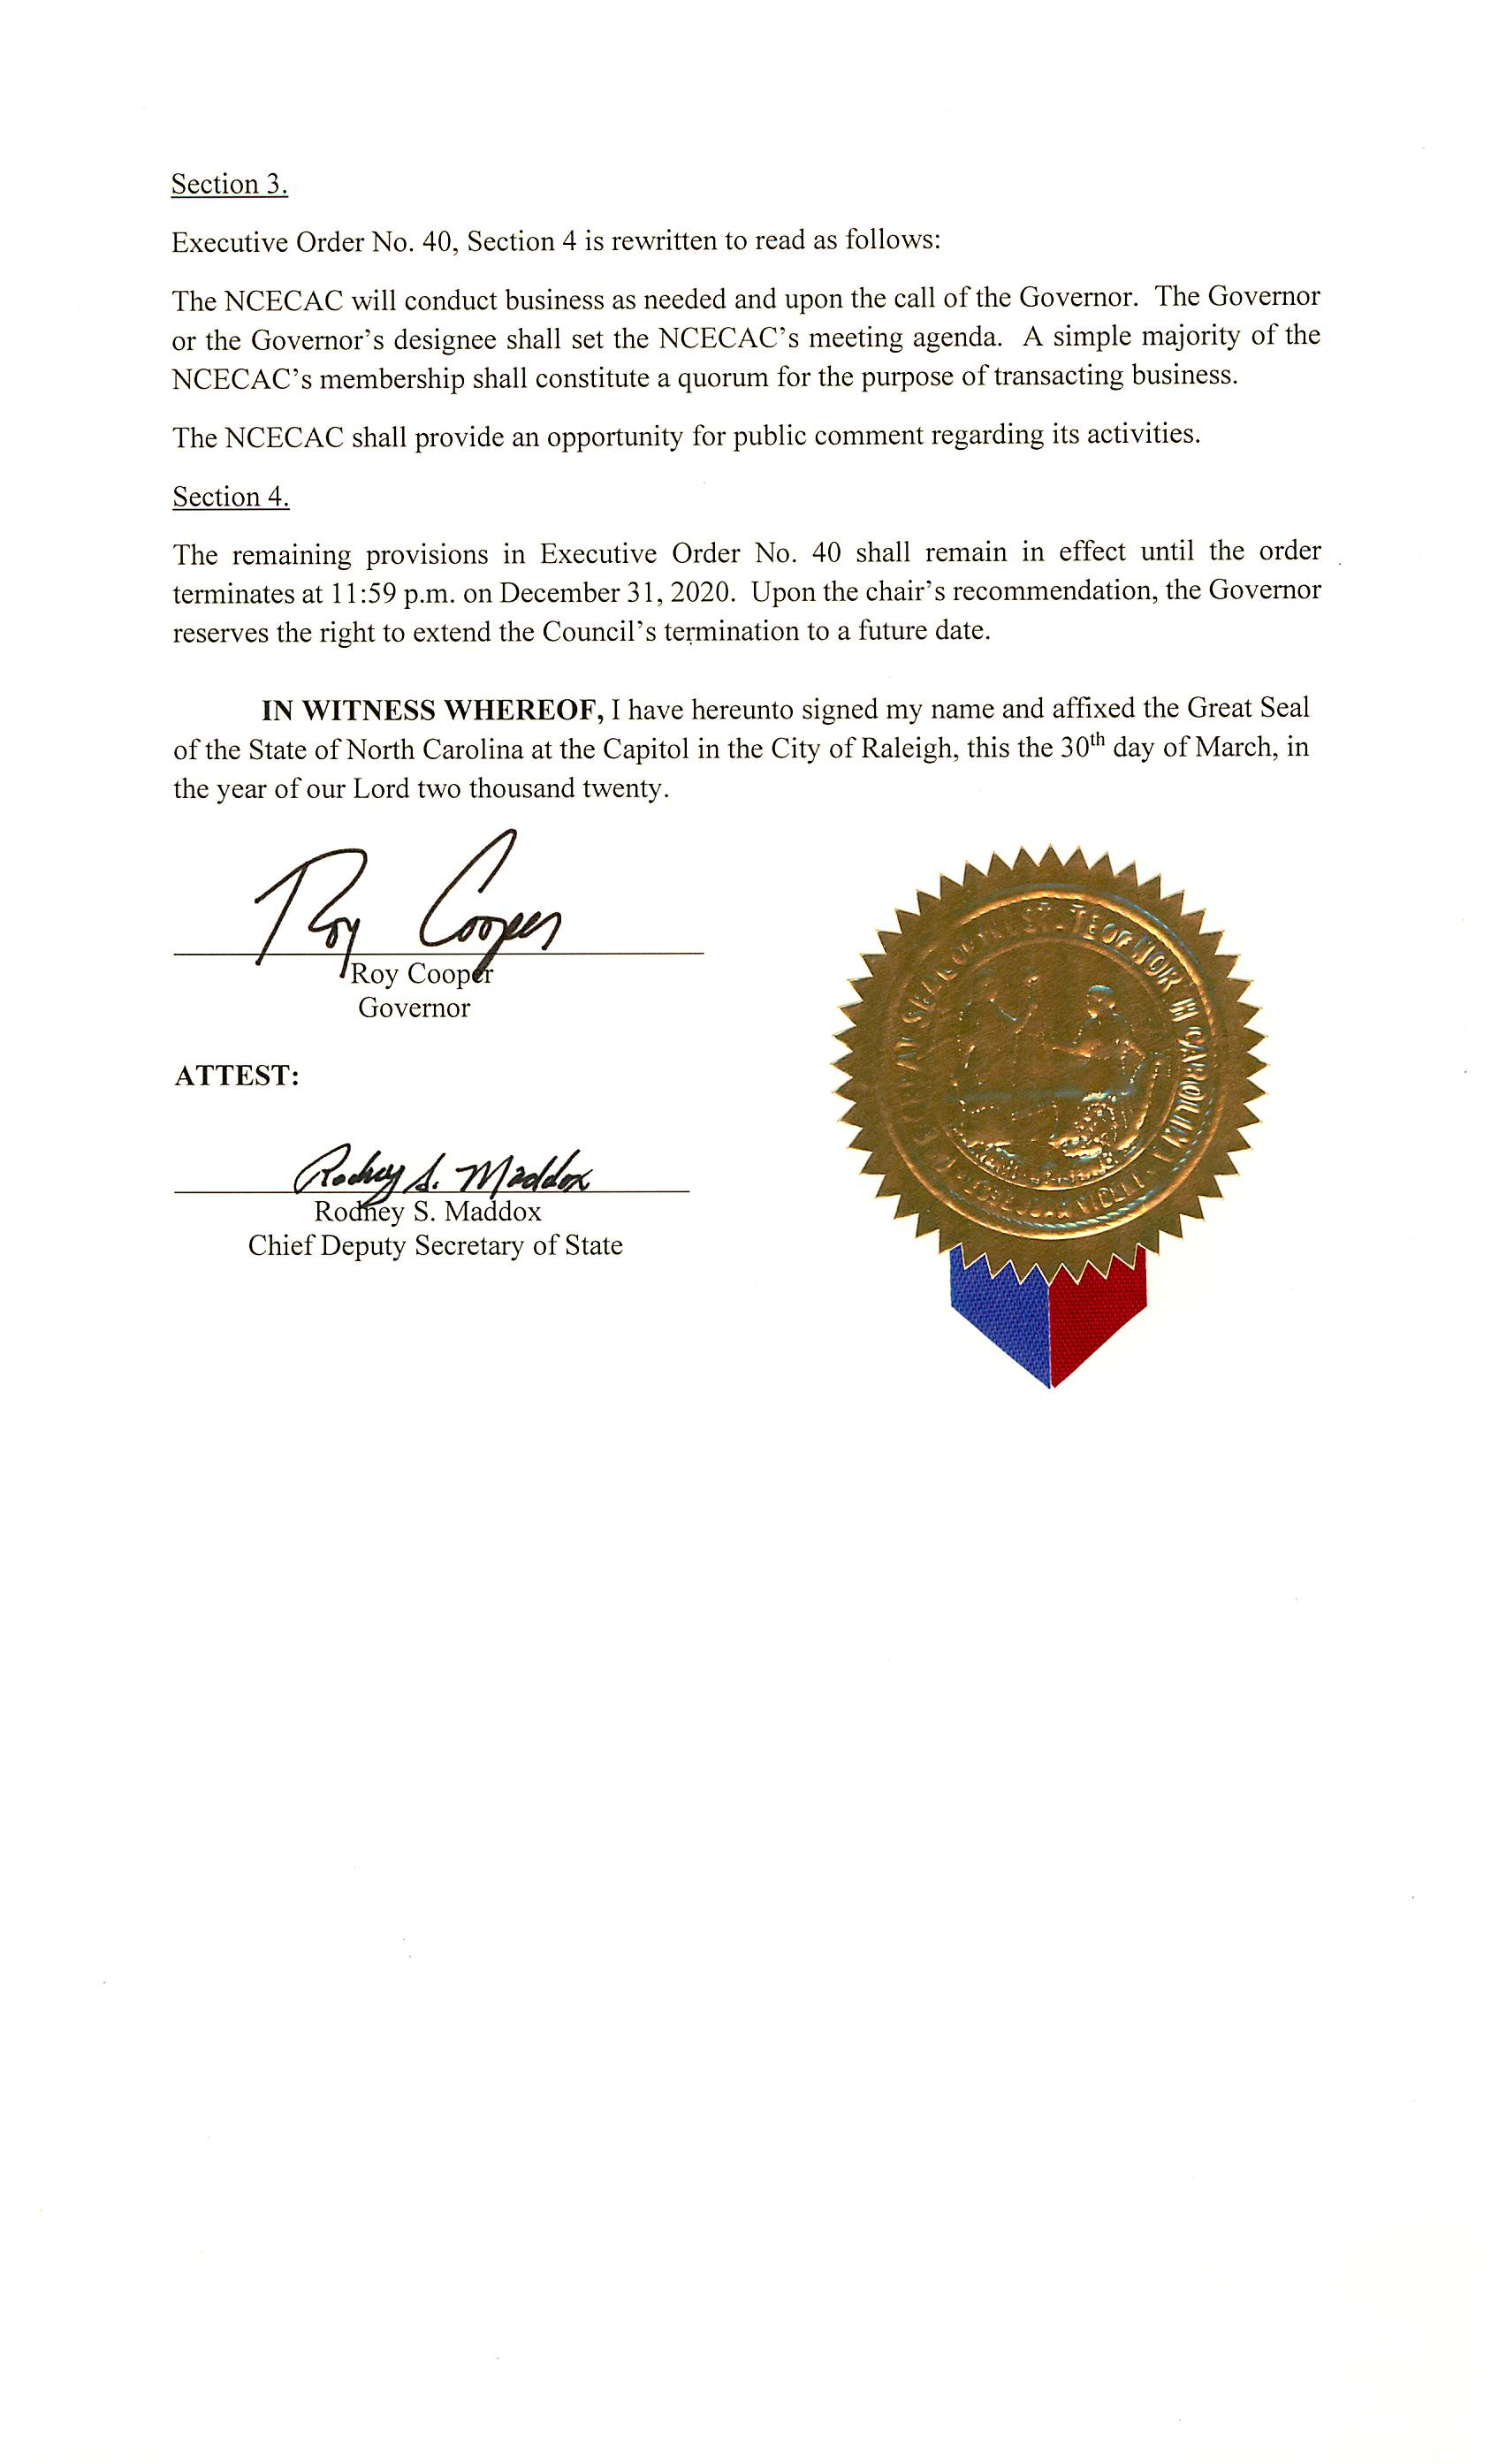 Section 3.
Executive Order No. 40, Section 4 is rewritten to read as follows:
The NCECAC will conduct business as needed and upon the call of the Governor. The Governor
or the Governor's designee shall set the NCECAC's meeting agenda. A simple majority of the
NCECAC's membership shall constitute a quorum for the purpose of transacting business.
The NCECAC shall provide an opportunity for public comment regarding its activities.
Section 4.
The remaining provisions in Executive Order No. 40 shall remain in effect until the order
terminates at 11:59 p.m. on December 31, 2020. Upon the chair's recommendation, the Governor
reserves the right to extend the Council's termination to a future date.
IN WITNESS WHEREOF, I have hereunto signed my name and affixed the Great Seal
of the State of North Carolina at the Capitol in the City of Raleigh, this the 30th day of March, in
the year of our Lord two thousand twenty.
Roy Cooper
Roy Cooper
Governor
ATTEST:
Rodney S. Maddox
Rodney S. Maddox
Chief Deputy Secretary of State
SEAL OF NORTH